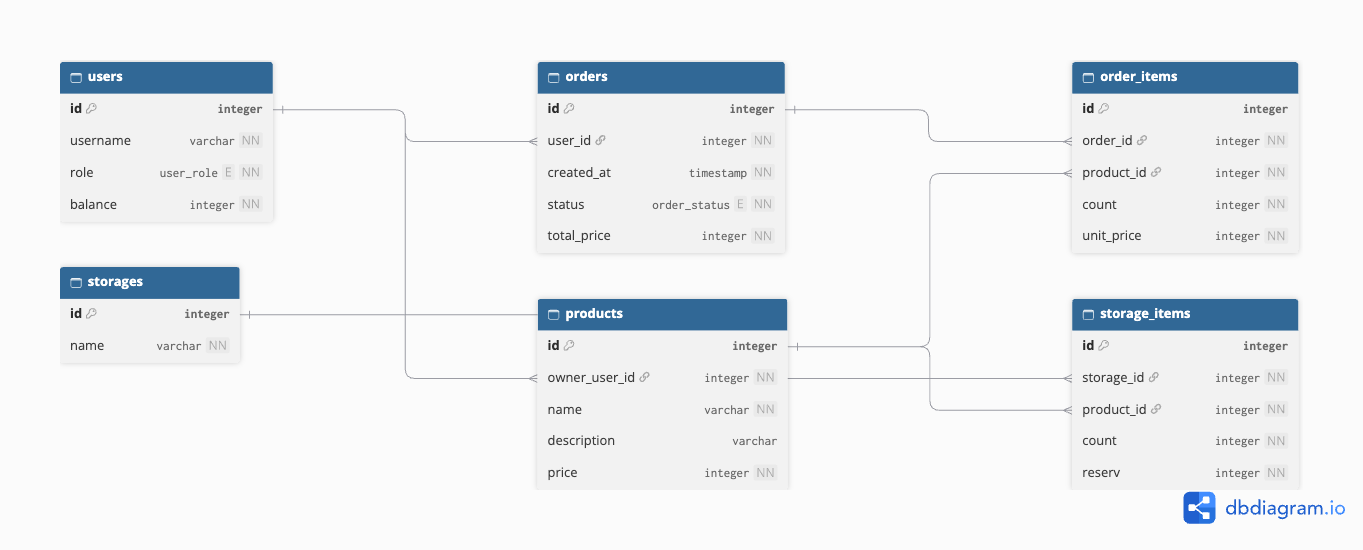 users
id integer
username varchar NN
role user_role E NN
balance integer NN
storages
id integer
name varchar NN
orders
id integer
user_id integer NN
created_at timestamp NN
status order_status E NN
total_price integer NN
products
id integer
owner_user_id integer NN
name varchar NN
description varchar
price integer NN
order_items
id integer
order_id integer NN
product_id integer NN
count integer NN
unit_price integer NN
storage_items
id integer
storage_id integer NN
product_id integer NN
count integer NN
reserv integer NN
dbdiagram.io